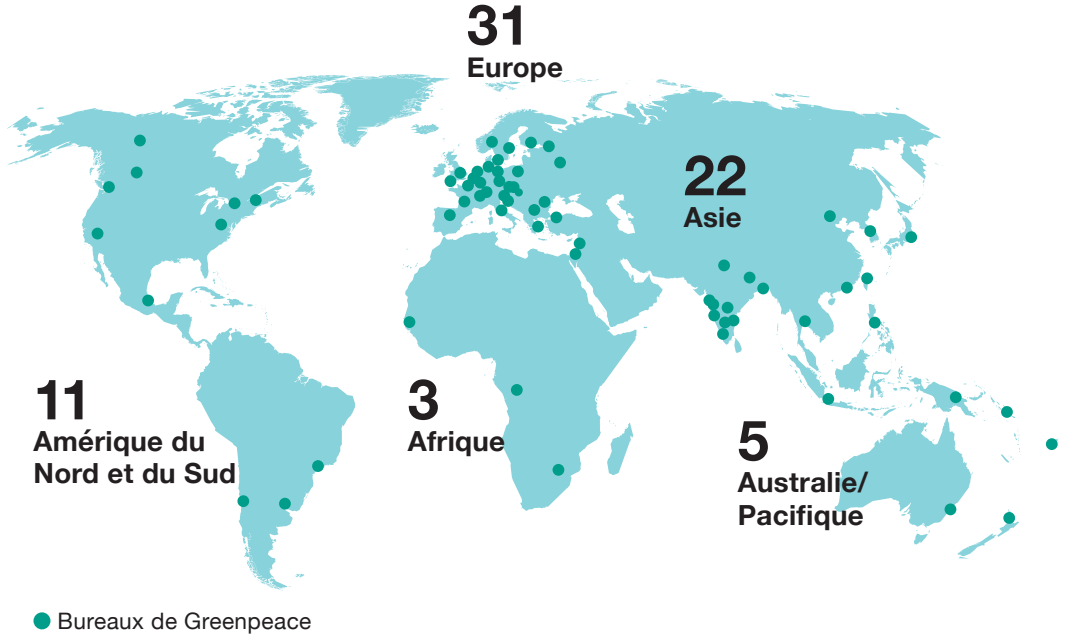 31
Europe
22
Asie
11
Amérique du
Nord et du Sud
3
Afrique
5
Australie/
Pacifique
Bureaux de Greenpeace